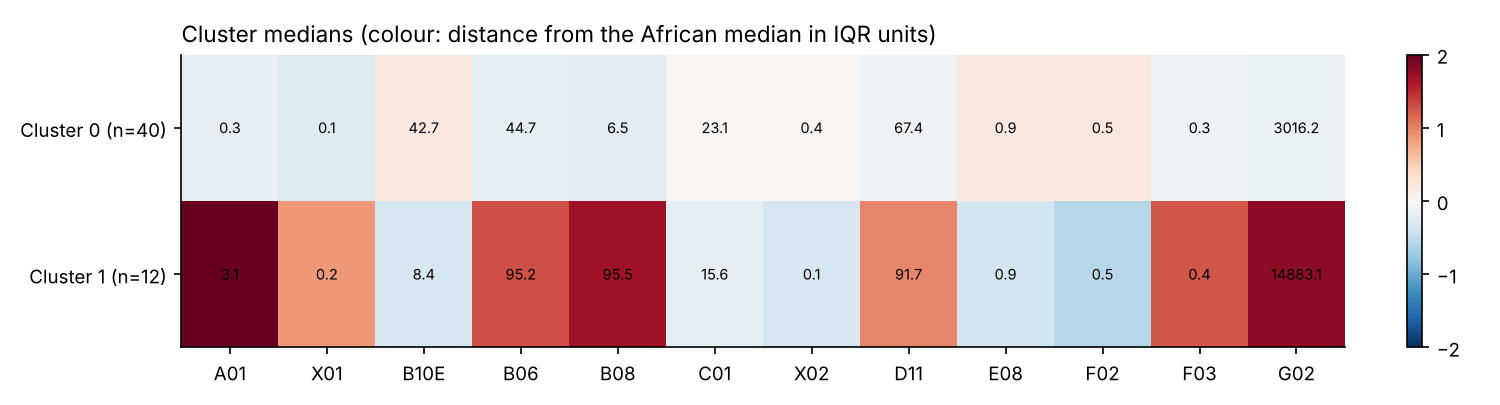 Cluster medians (colour: distance from the African median in IQR units)
Cluster 0 (n=40) 0.3 0.1 42.7 44.7 6.5 23.1 0.4 67.4 0.9 0.5 0.3 3016.2
Cluster 1 (n=12) 3.1 0.2 8.4 95.2 95.5 15.6 0.1 91.7 0.9 0.5 0.4 14883.1
A01 X01 B10E B06 B08 C01 X02 D11 E08 F02 F03 G02
2
1
0
−1
−2